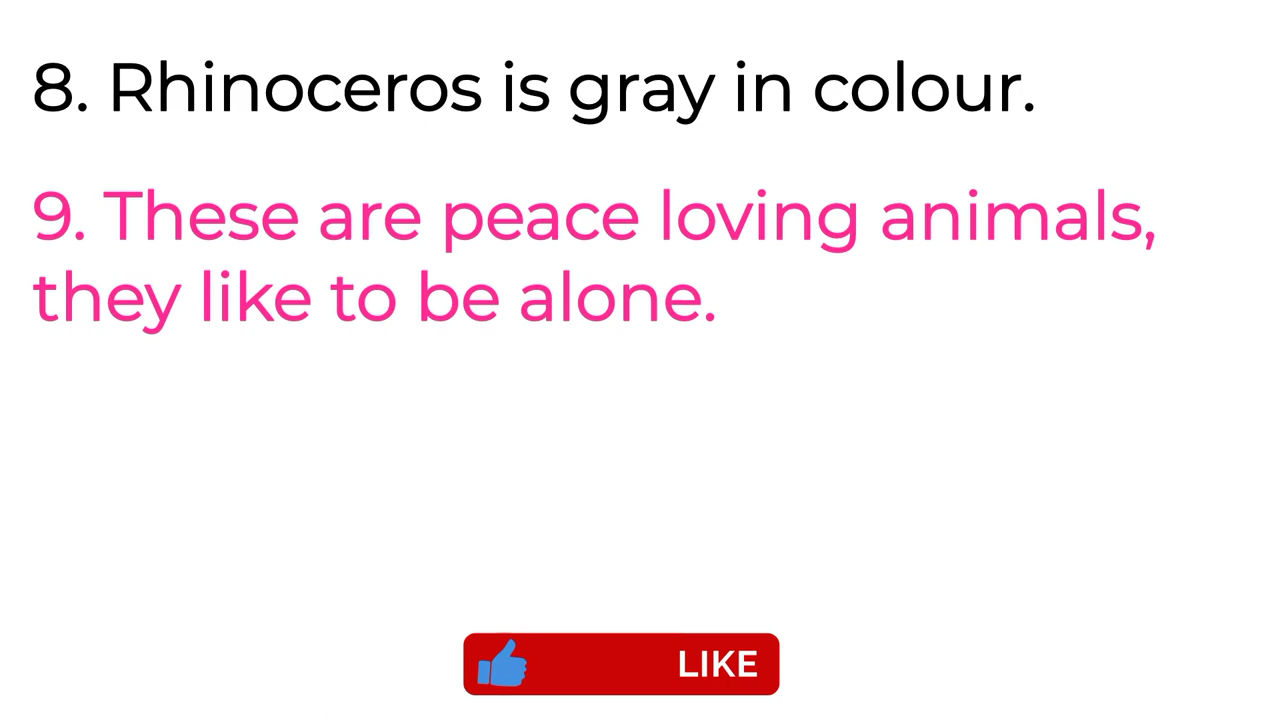 8. Rhinoceros is gray in colour.
9. These are peace loving animals,
they like to be alone.
LIKE